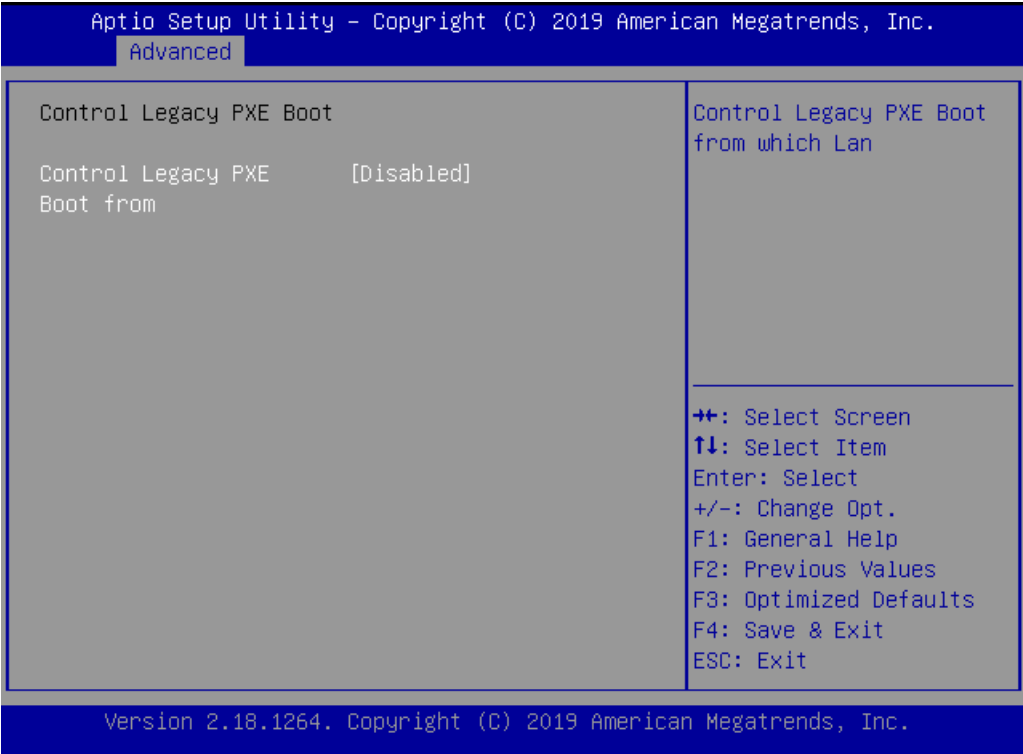 Aptio Setup Utility – Copyright (C) 2019 American Megatrends, Inc.
Advanced
Control Legacy PXE Boot
Control Legacy PXE [Disabled]
Boot from
Control Legacy PXE Boot
from which Lan
→←: Select Screen
↑↓: Select Item
Enter: Select
+/-: Change Opt.
F1: General Help
F2: Previous Values
F3: Optimized Defaults
F4: Save & Exit
ESC: Exit
Version 2.18.1264. Copyright (C) 2019 American Megatrends, Inc.